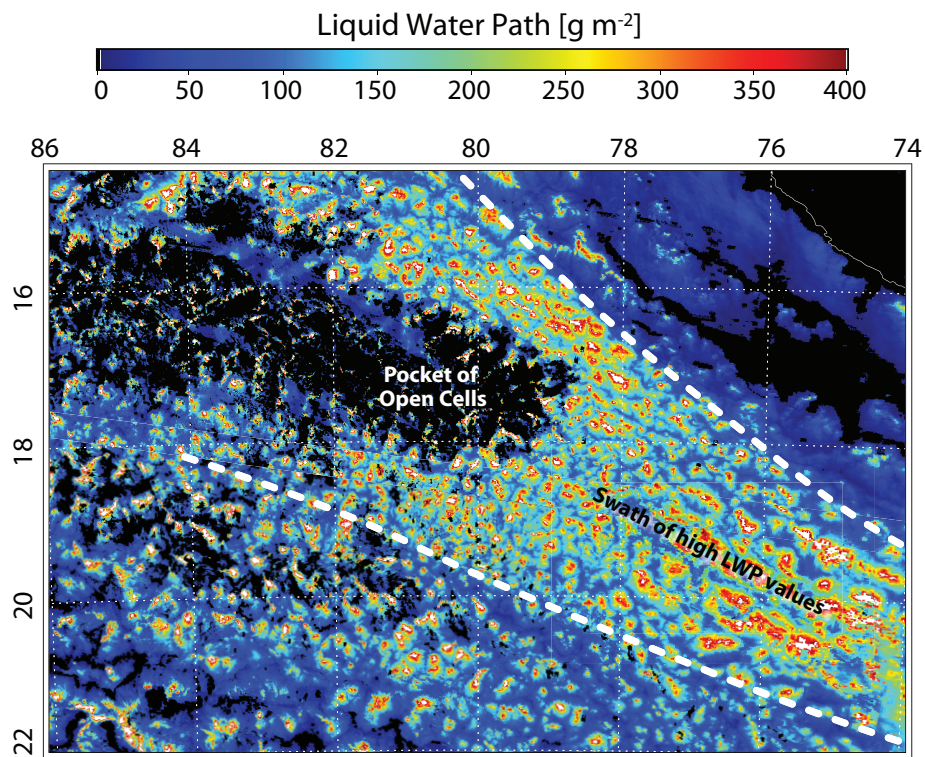 Liquid Water Path [g m-2]
0 50 100 150 200 250 300 350 400
86 84 82 80 78 76 74
16
Pocket of
Open Cells
18
Swath of high LWP values
20
22